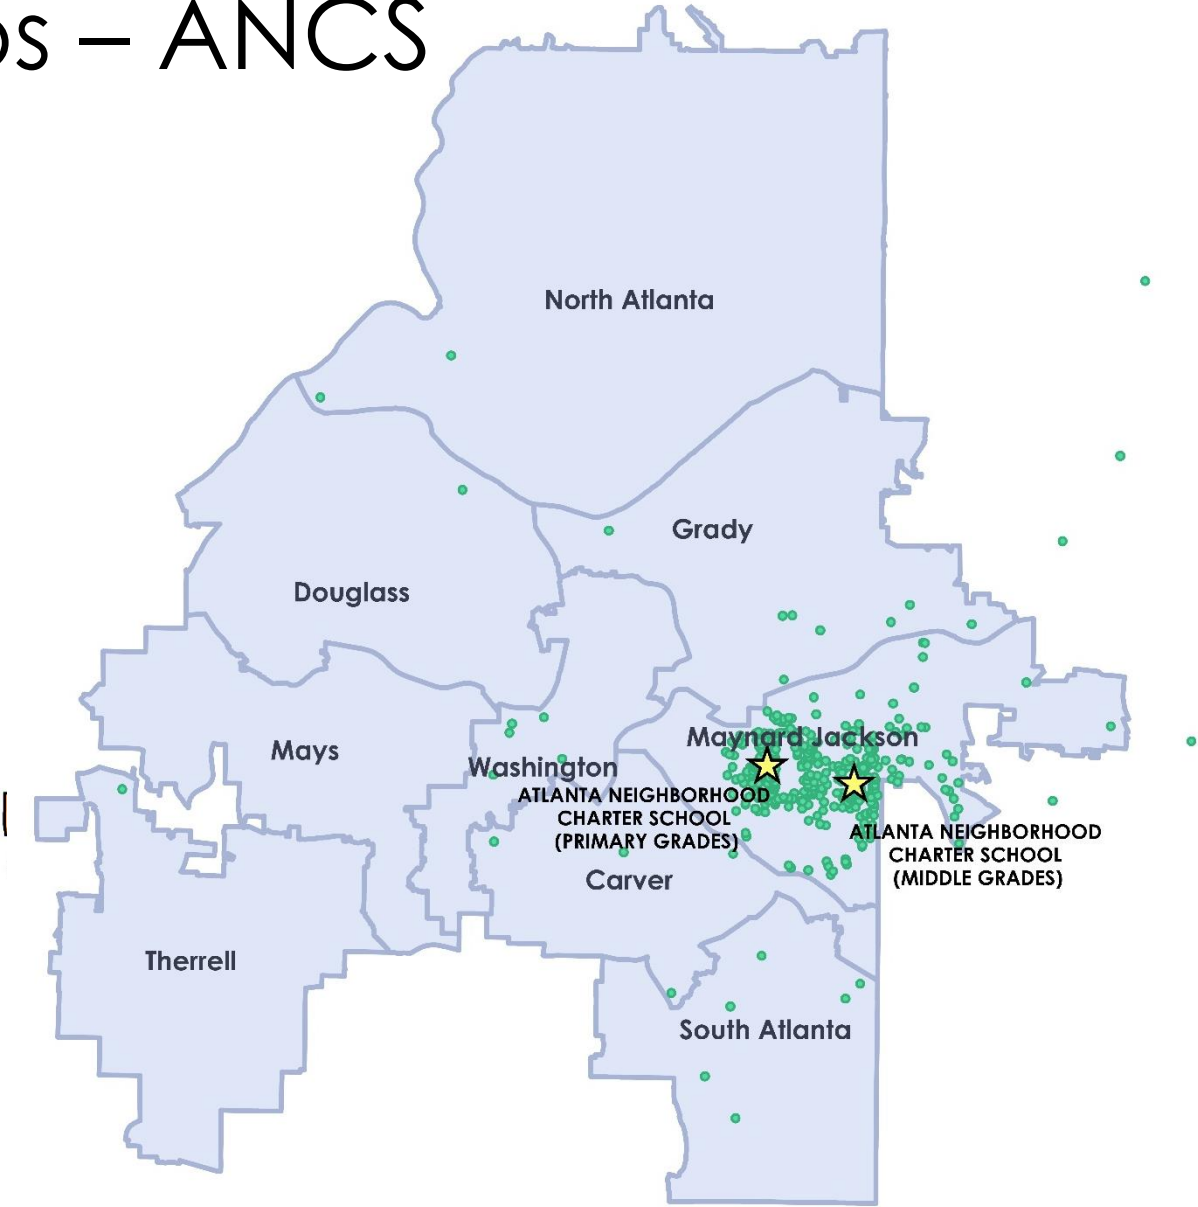 os – ANCS
North Atlanta
Grady
Douglass
Maynard Jackson
Mays
Washington
ATLANTA NEIGHBORHOOD
CHARTER SCHOOL
(PRIMARY GRADES)
ATLANTA NEIGHBORHOOD
CHARTER SCHOOL
(MIDDLE GRADES)
Carver
Therrell
South Atlanta